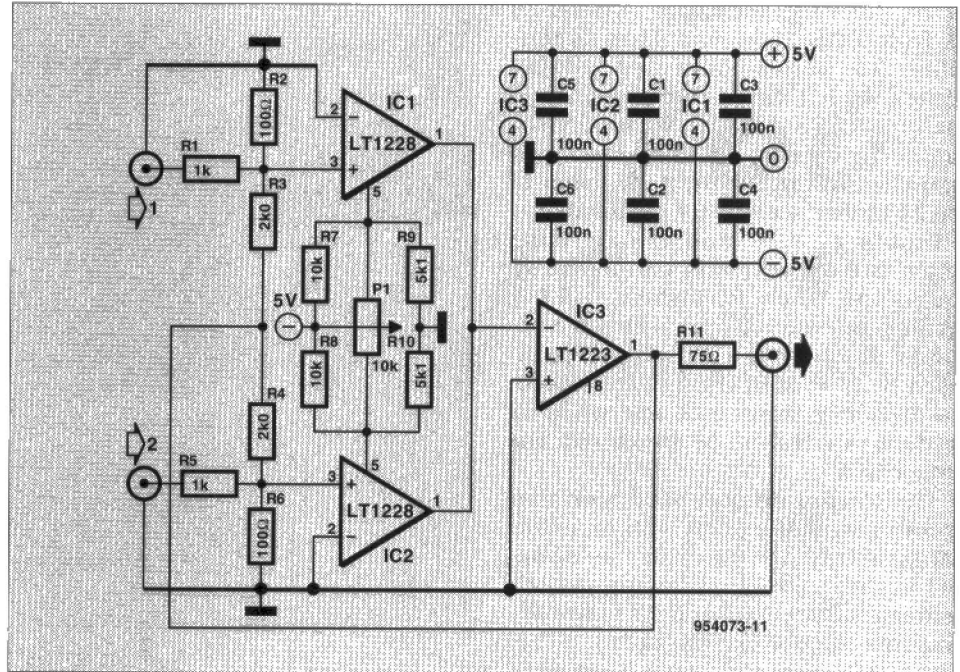 R2
100Ω
IC1
2
−
LT1228
1
3
+
5
R1
1k
1
R3
2k0
R7
10k
R9
5k1
5V
−
P1
10k
R8
10k
R10
5k1
R4
2k0
2
R5
1k
R6
100Ω
5
3
+
LT1228
1
2
−
IC2
IC3
2
−
LT1223
1
3
+
8
R11
75Ω
+
5V
7
IC3
4
C5
100n
7
IC2
4
C1
100n
7
IC1
4
C3
100n
0
C6
100n
C2
100n
C4
100n
−
5V
954073-11